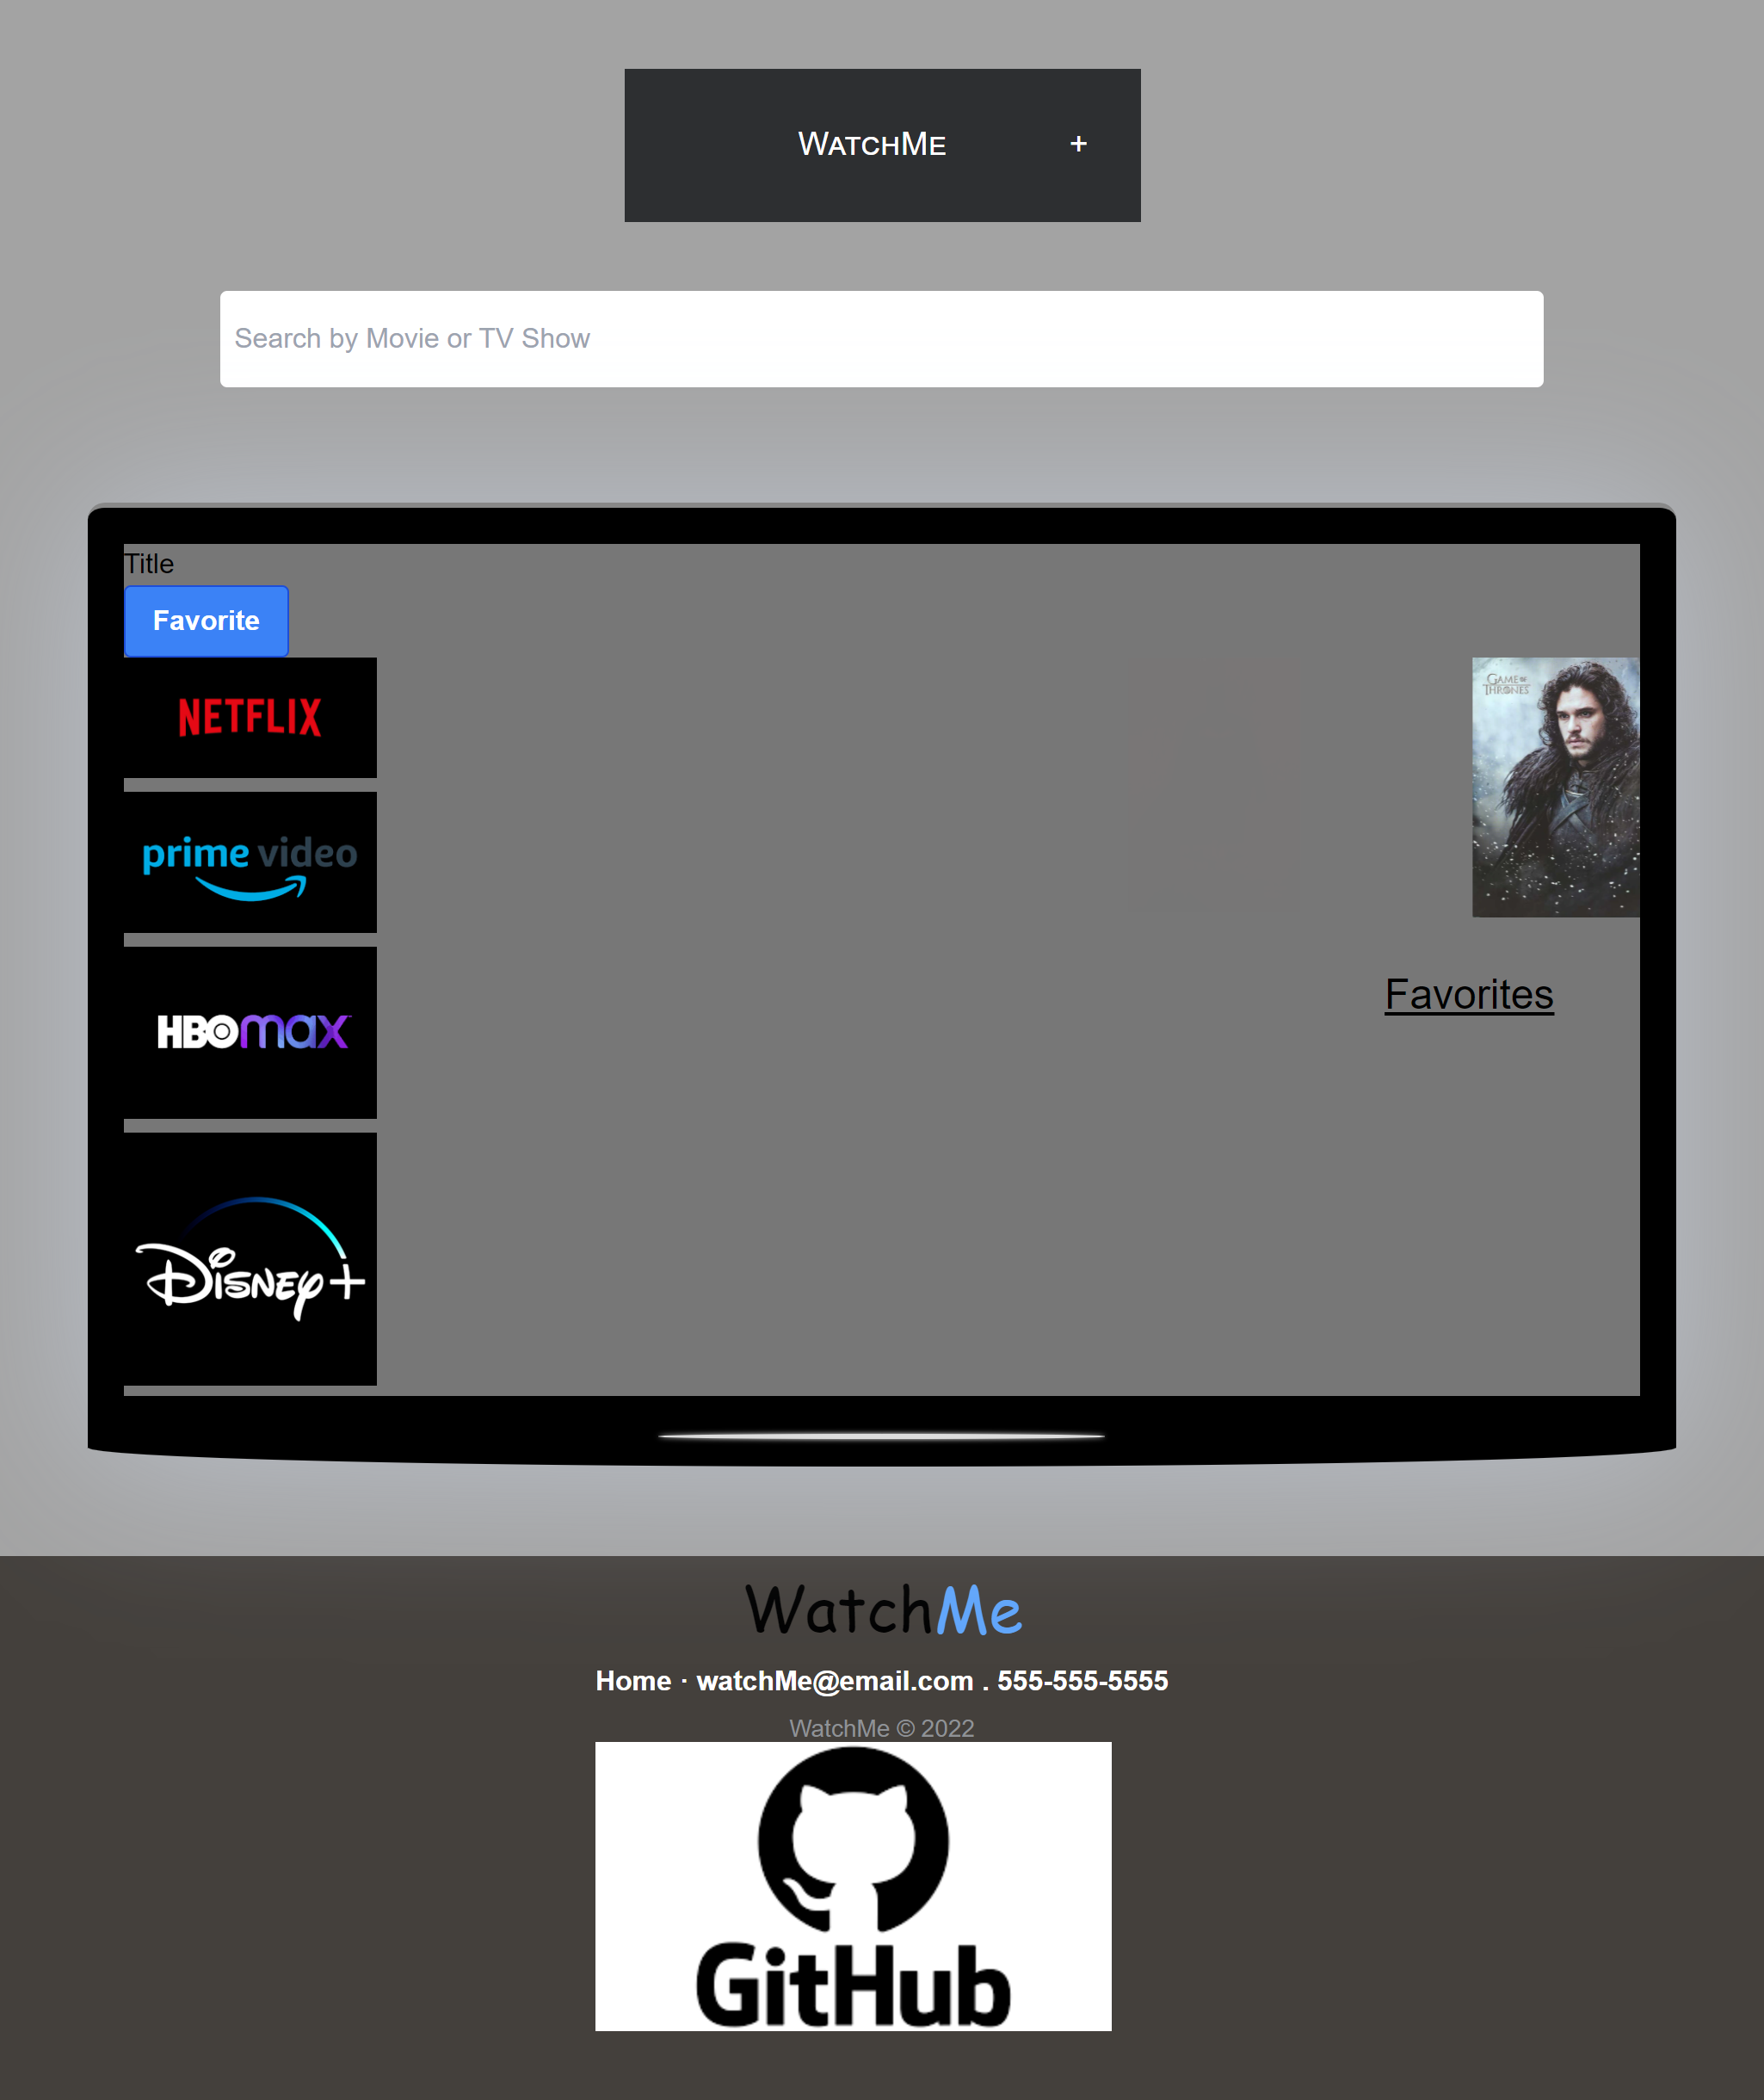 WatchMe +
Search by Movie or TV Show
Title
Favorite
NETFLIX
GAME OF
THRONES
prime video
HBOmax
Favorites
Disney+
WatchMe
Home · watchMe@email.com . 555-555-5555
WatchMe © 2022
GitHub